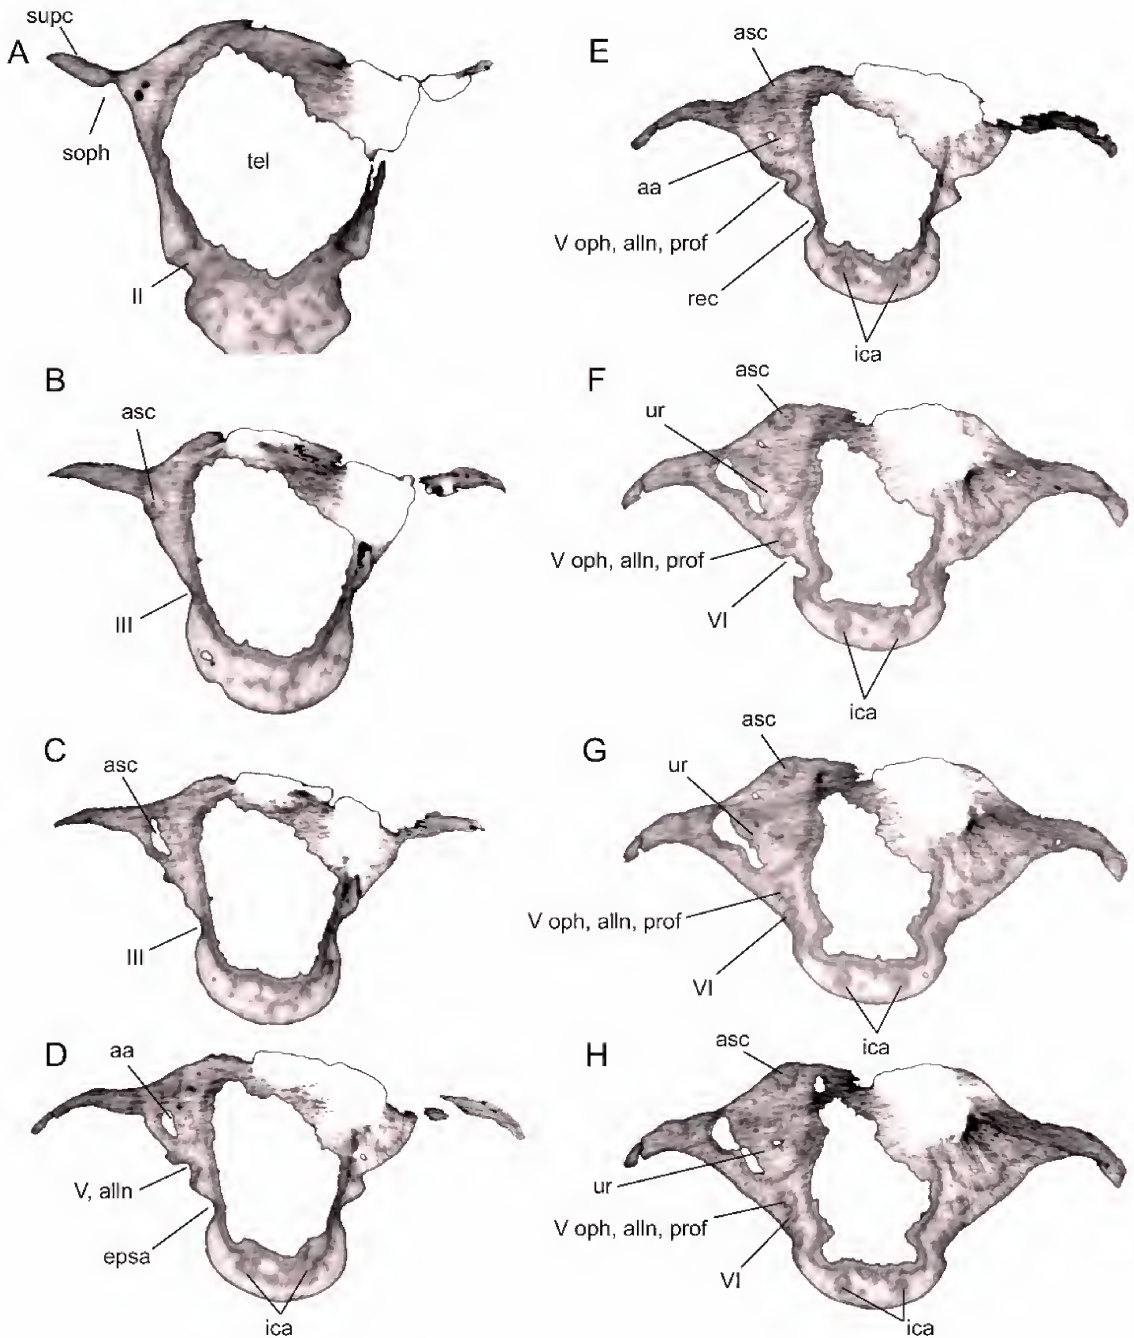 A
supc
soph
tel
II
B
asc
III
C
asc
III
D
aa
V, alln
epsa
ica
E
asc
aa
V oph, alln, prof
rec
ica
F
asc
ur
V oph, alln, prof
VI
ica
G
asc
ur
V oph, alln, prof
VI
ica
H
asc
ur
V oph, alln, prof
VI
ica